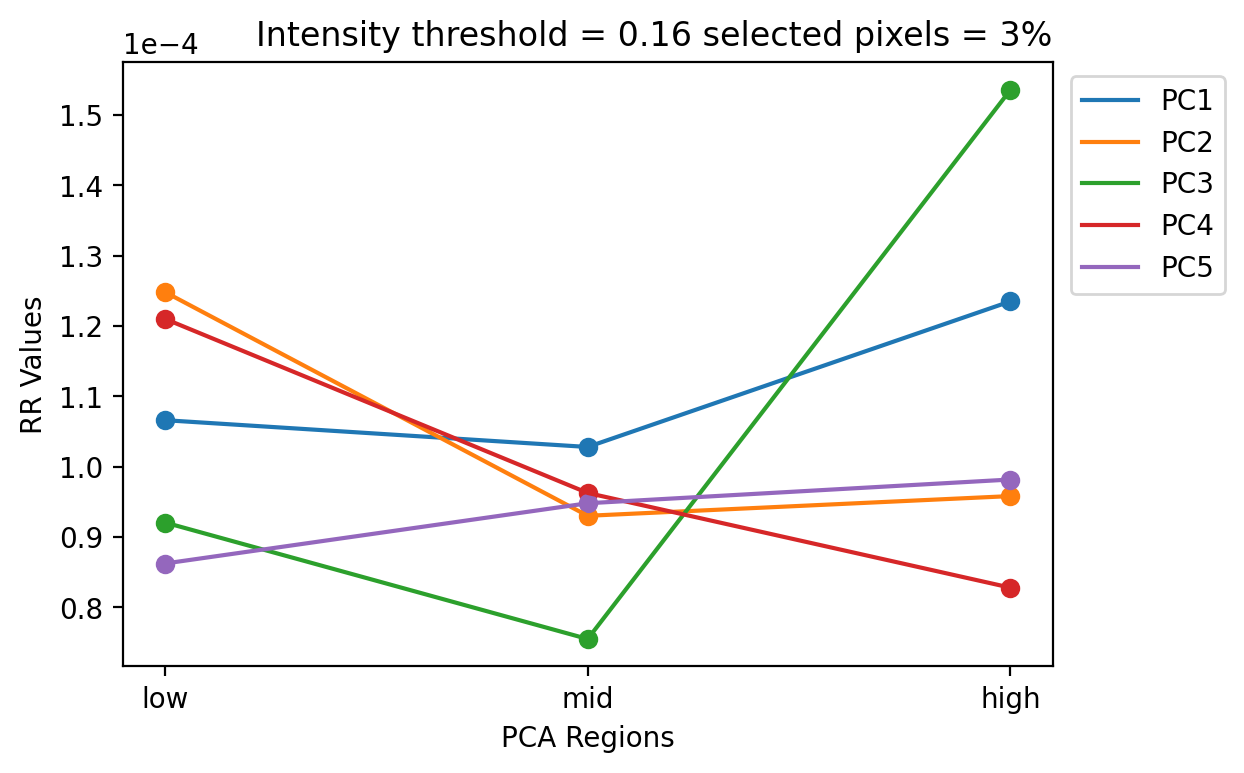 1e−4
Intensity threshold = 0.16 selected pixels = 3%
1.5
1.4
1.3
1.2
1.1
1.0
0.9
0.8
RR Values
low
mid
high
PCA Regions
PC1
PC2
PC3
PC4
PC5